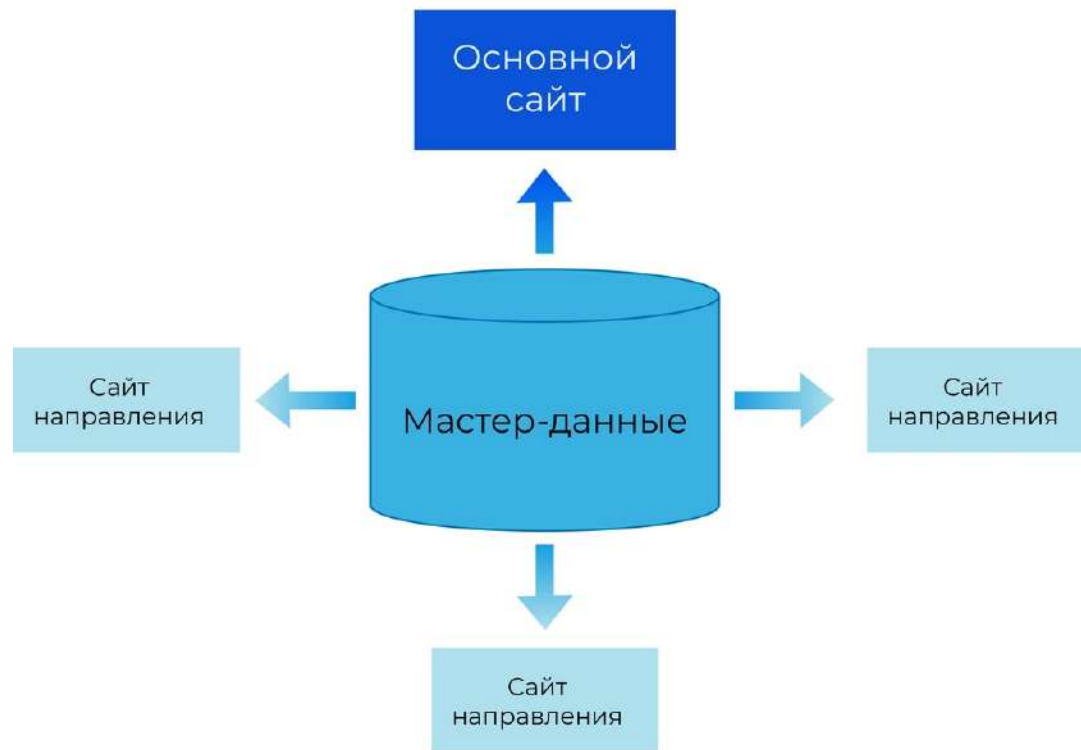 Основной
сайт
Сайт
направления
Мастер-данные
Сайт
направления
Сайт
направления